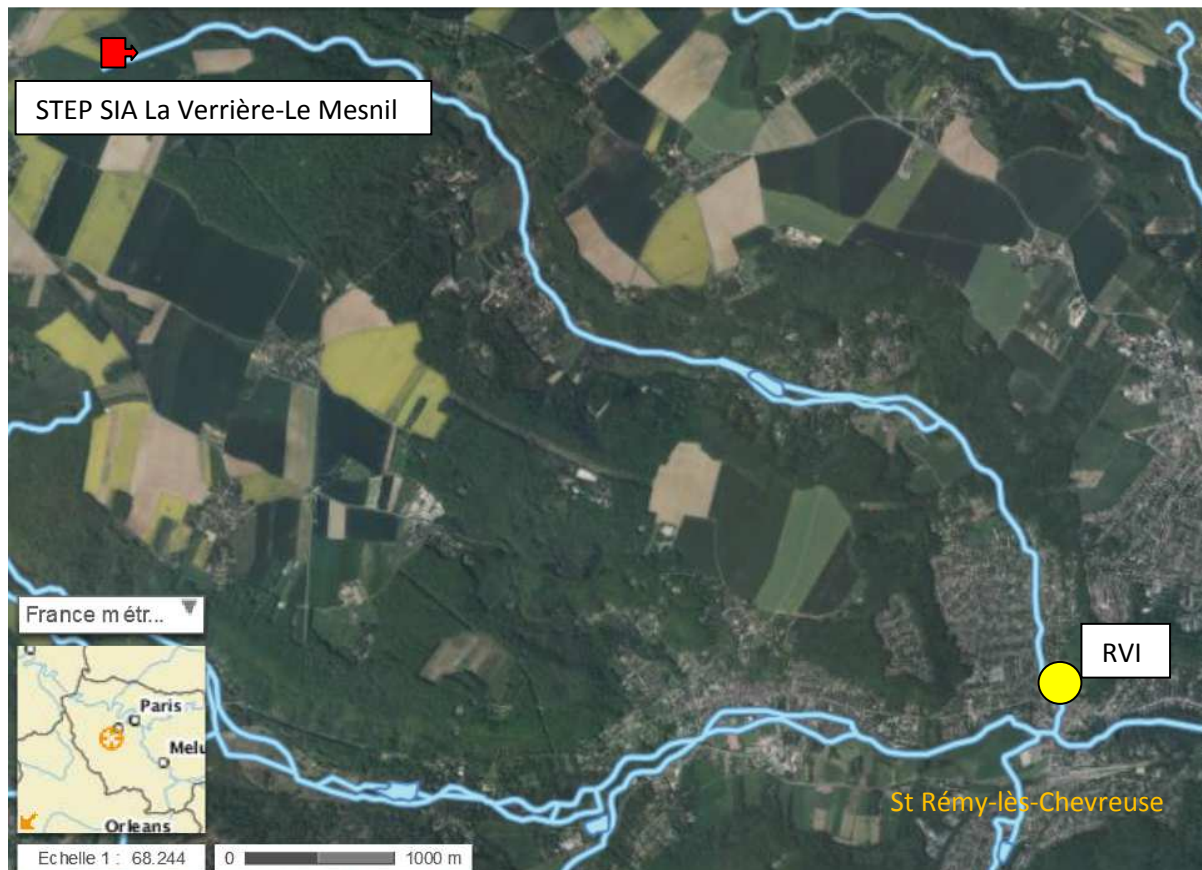 STEP SIA La Verrière-Le Mesnil
RVI
France métr...
Paris
Melu
Orleans
St Rémy-lès-Chevreuse
Echelle 1 : 68.244
0 1000 m